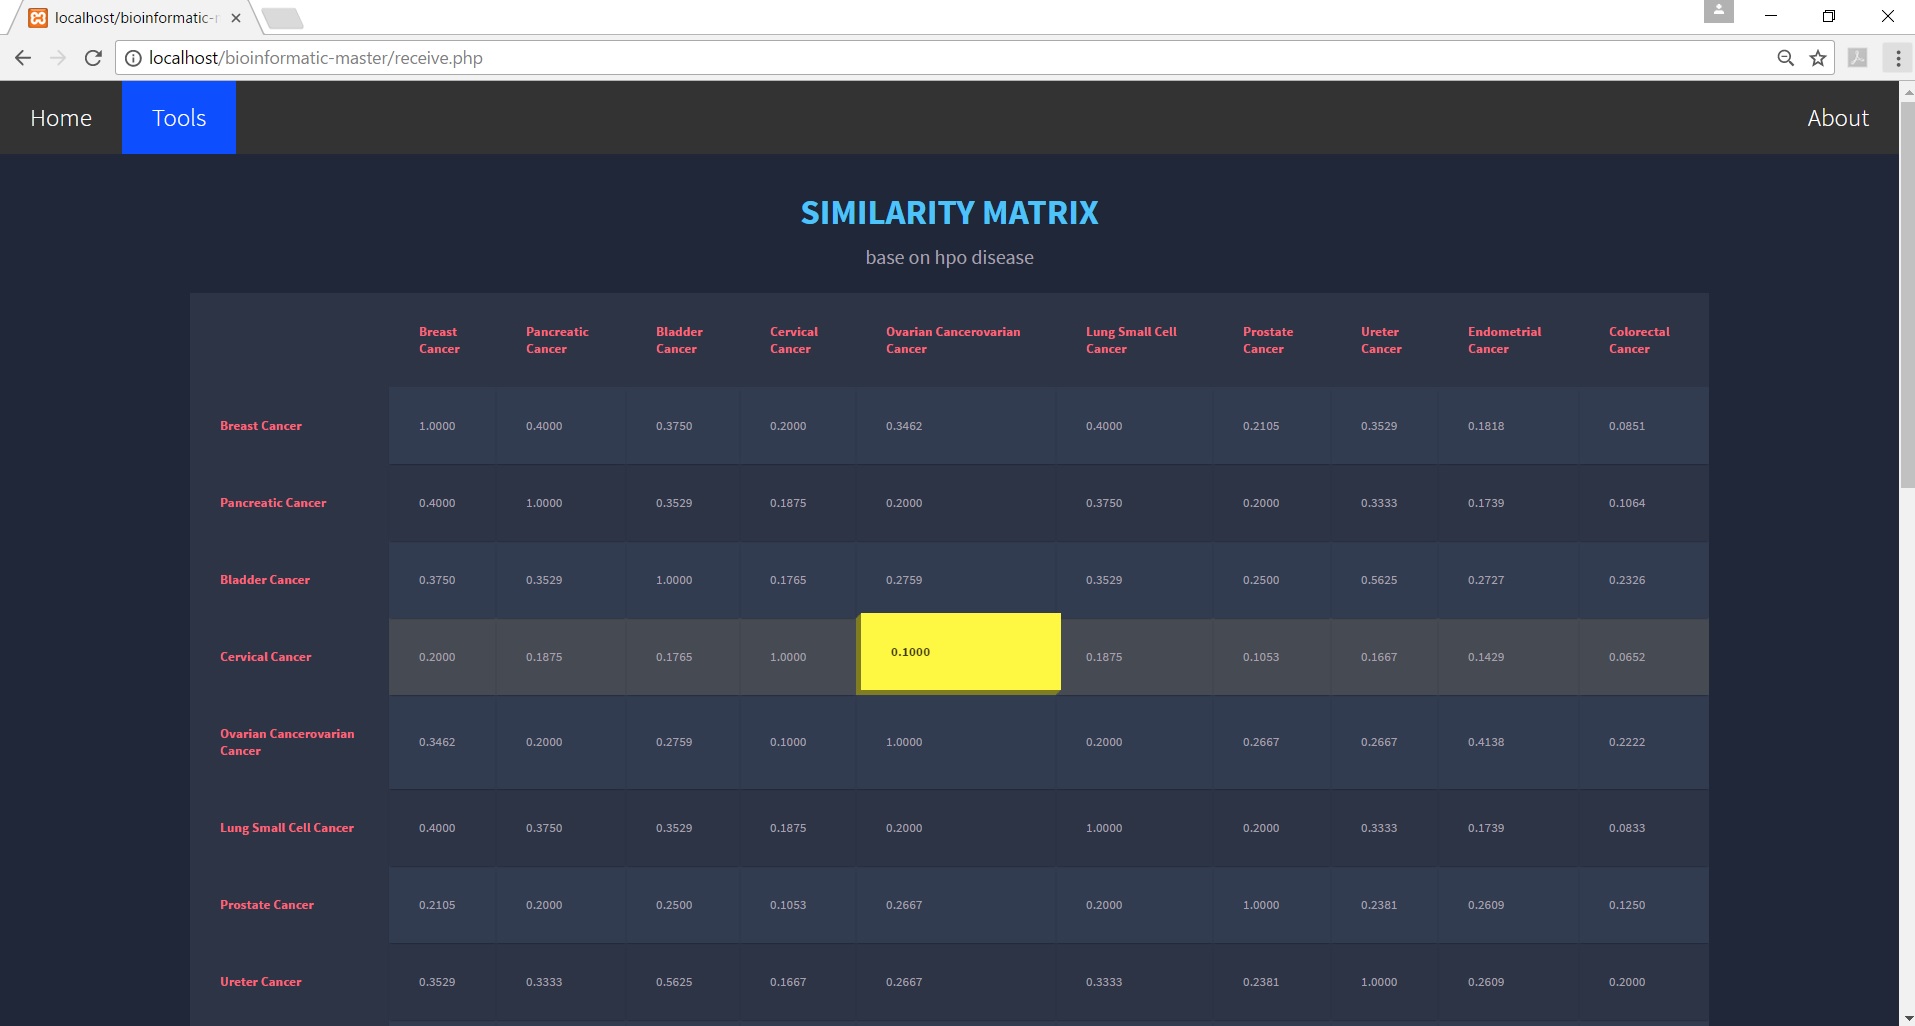 localhost/bioinformatic-
localhost/bioinformatic-master/receive.php
Home Tools About
SIMILARITY MATRIX
base on hpo disease
Breast Cancer Pancreatic Cancer Bladder Cancer Cervical Cancer Ovarian Cancerovarian Cancer Lung Small Cell Cancer Prostate Cancer Ureter Cancer Endometrial Cancer Colorectal Cancer
Breast Cancer 1.0000 0.4000 0.3750 0.2000 0.3462 0.4000 0.2105 0.3529 0.1818 0.0851
Pancreatic Cancer 0.4000 1.0000 0.3529 0.1875 0.2000 0.3750 0.2000 0.3333 0.1739 0.1064
Bladder Cancer 0.3750 0.3529 1.0000 0.1765 0.2759 0.3529 0.2500 0.5625 0.2727 0.2326
Cervical Cancer 0.2000 0.1875 0.1765 1.0000 0.1000 0.1875 0.1053 0.1667 0.1429 0.0652
Ovarian Cancerovarian Cancer 0.3462 0.2000 0.2759 0.1000 1.0000 0.2000 0.2667 0.2667 0.4138 0.2222
Lung Small Cell Cancer 0.4000 0.3750 0.3529 0.1875 0.2000 1.0000 0.2000 0.3333 0.1739 0.0833
Prostate Cancer 0.2105 0.2000 0.2500 0.1053 0.2667 0.2000 1.0000 0.2381 0.2609 0.1250
Ureter Cancer 0.3529 0.3333 0.5625 0.1667 0.2667 0.3333 0.2381 1.0000 0.2609 0.2000